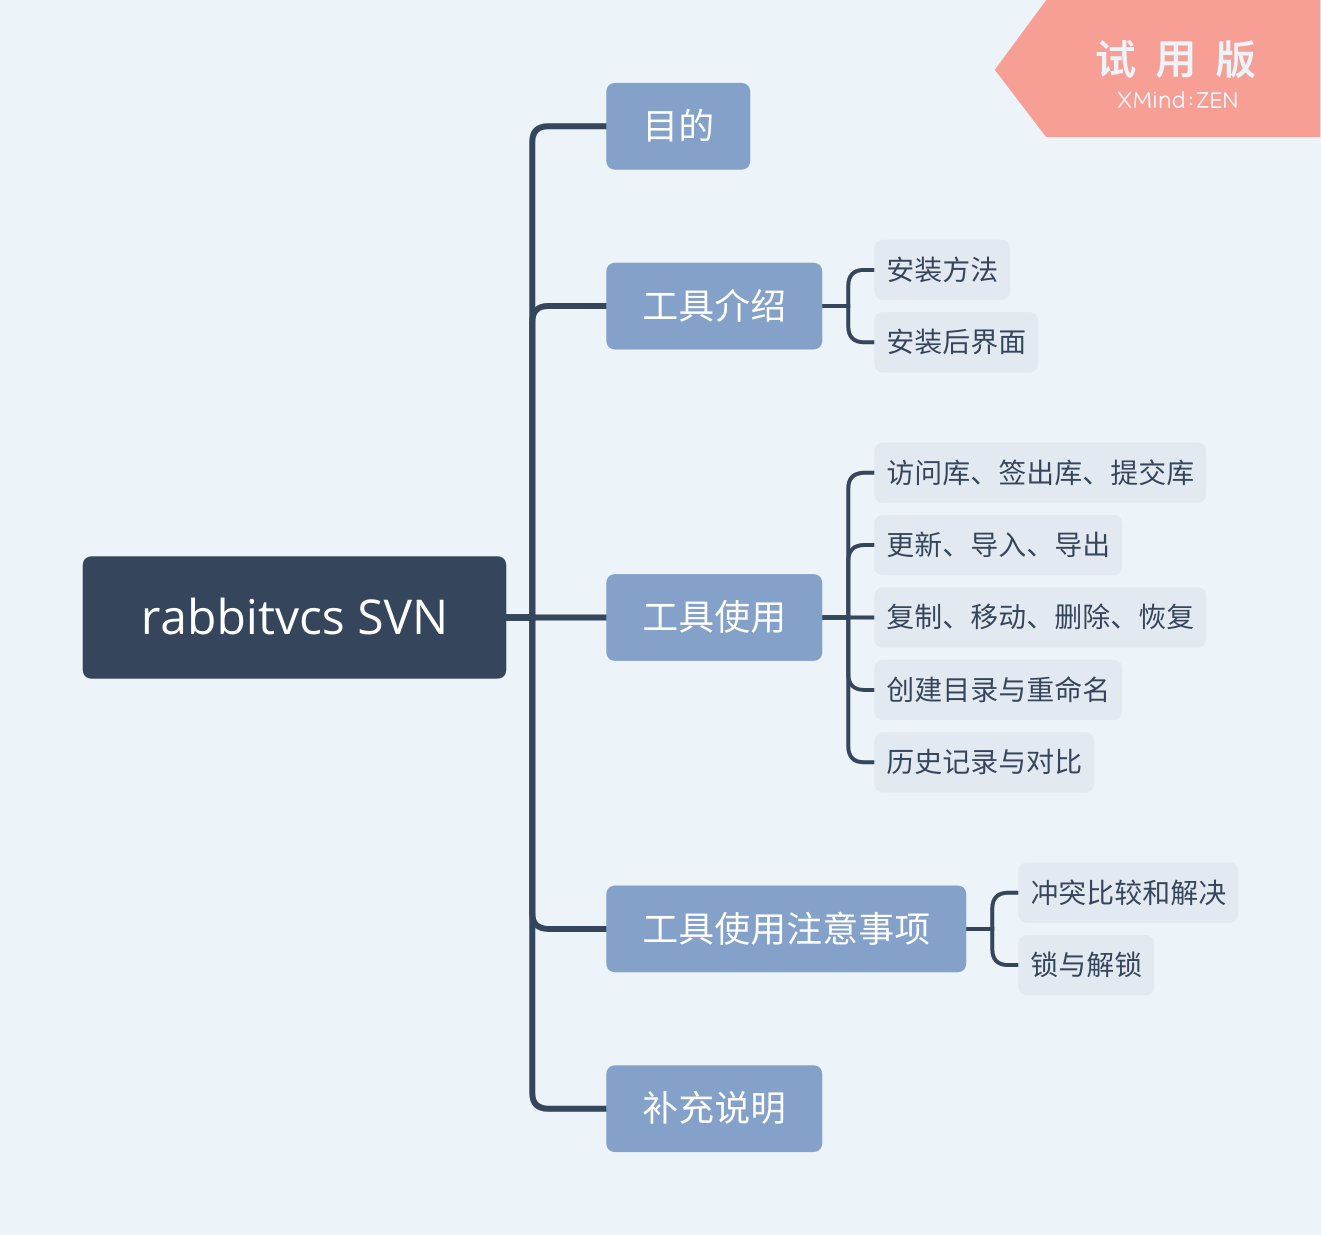 试用版
XMind:ZEN
rabbitvcs SVN
目的
工具介绍
安装方法
安装后界面
工具使用
访问库、签出库、提交库
更新、导入、导出
复制、移动、删除、恢复
创建目录与重命名
历史记录与对比
工具使用注意事项
冲突比较和解决
锁与解锁
补充说明